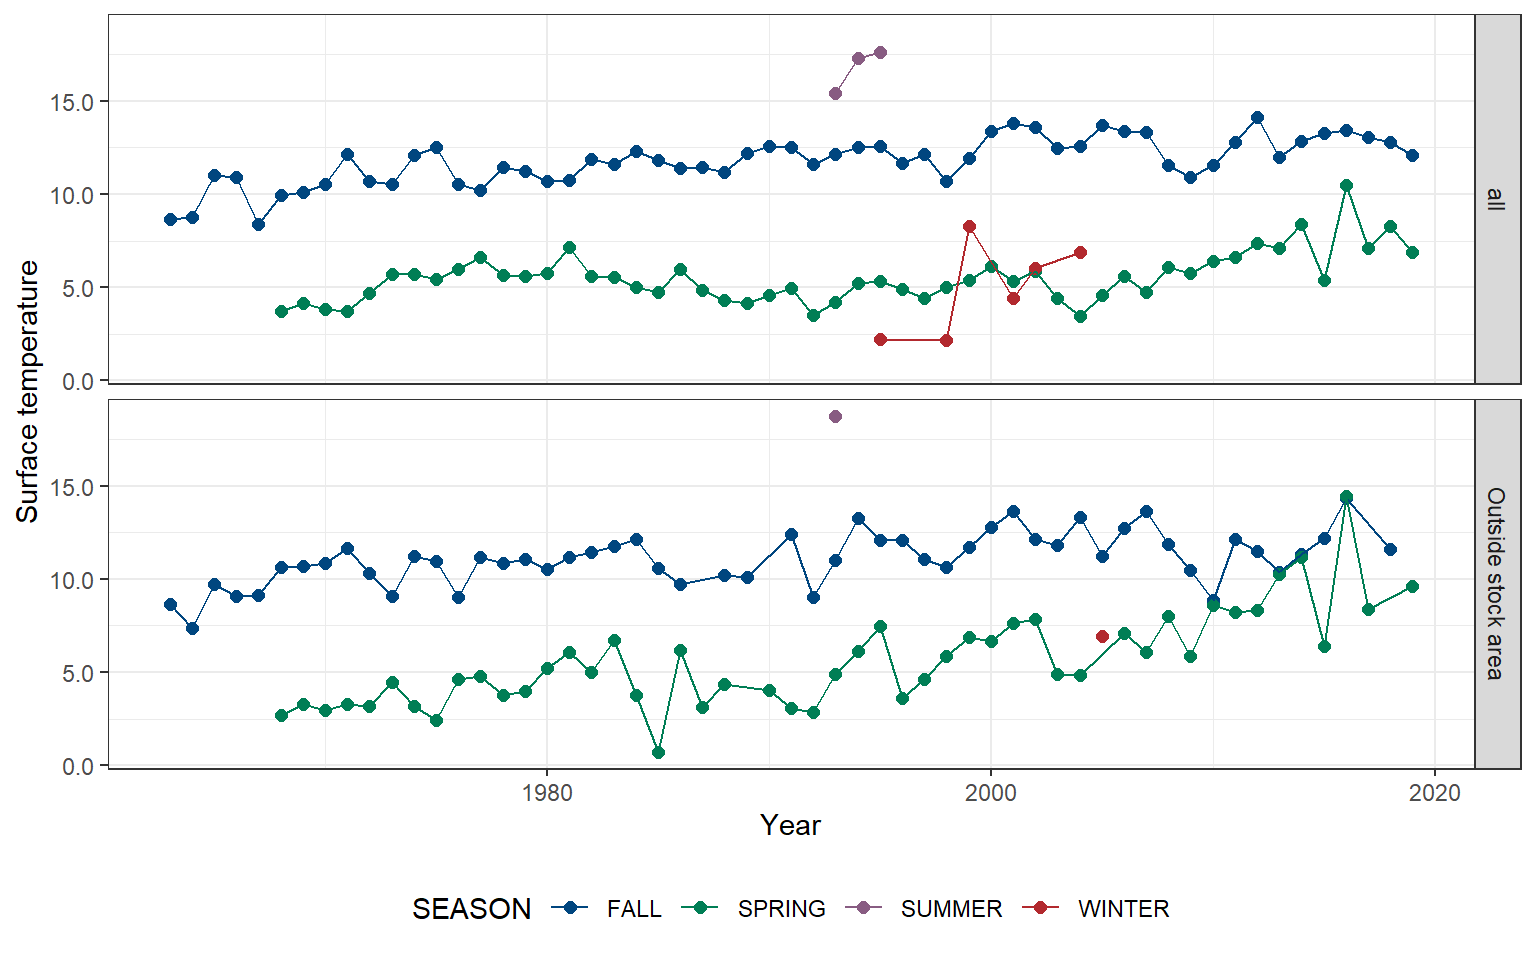 Surface temperature
15.0
10.0
5.0
0.0
all
15.0
10.0
5.0
0.0
Outside stock area
1980 2000 2020
Year
SEASON FALL SPRING SUMMER WINTER